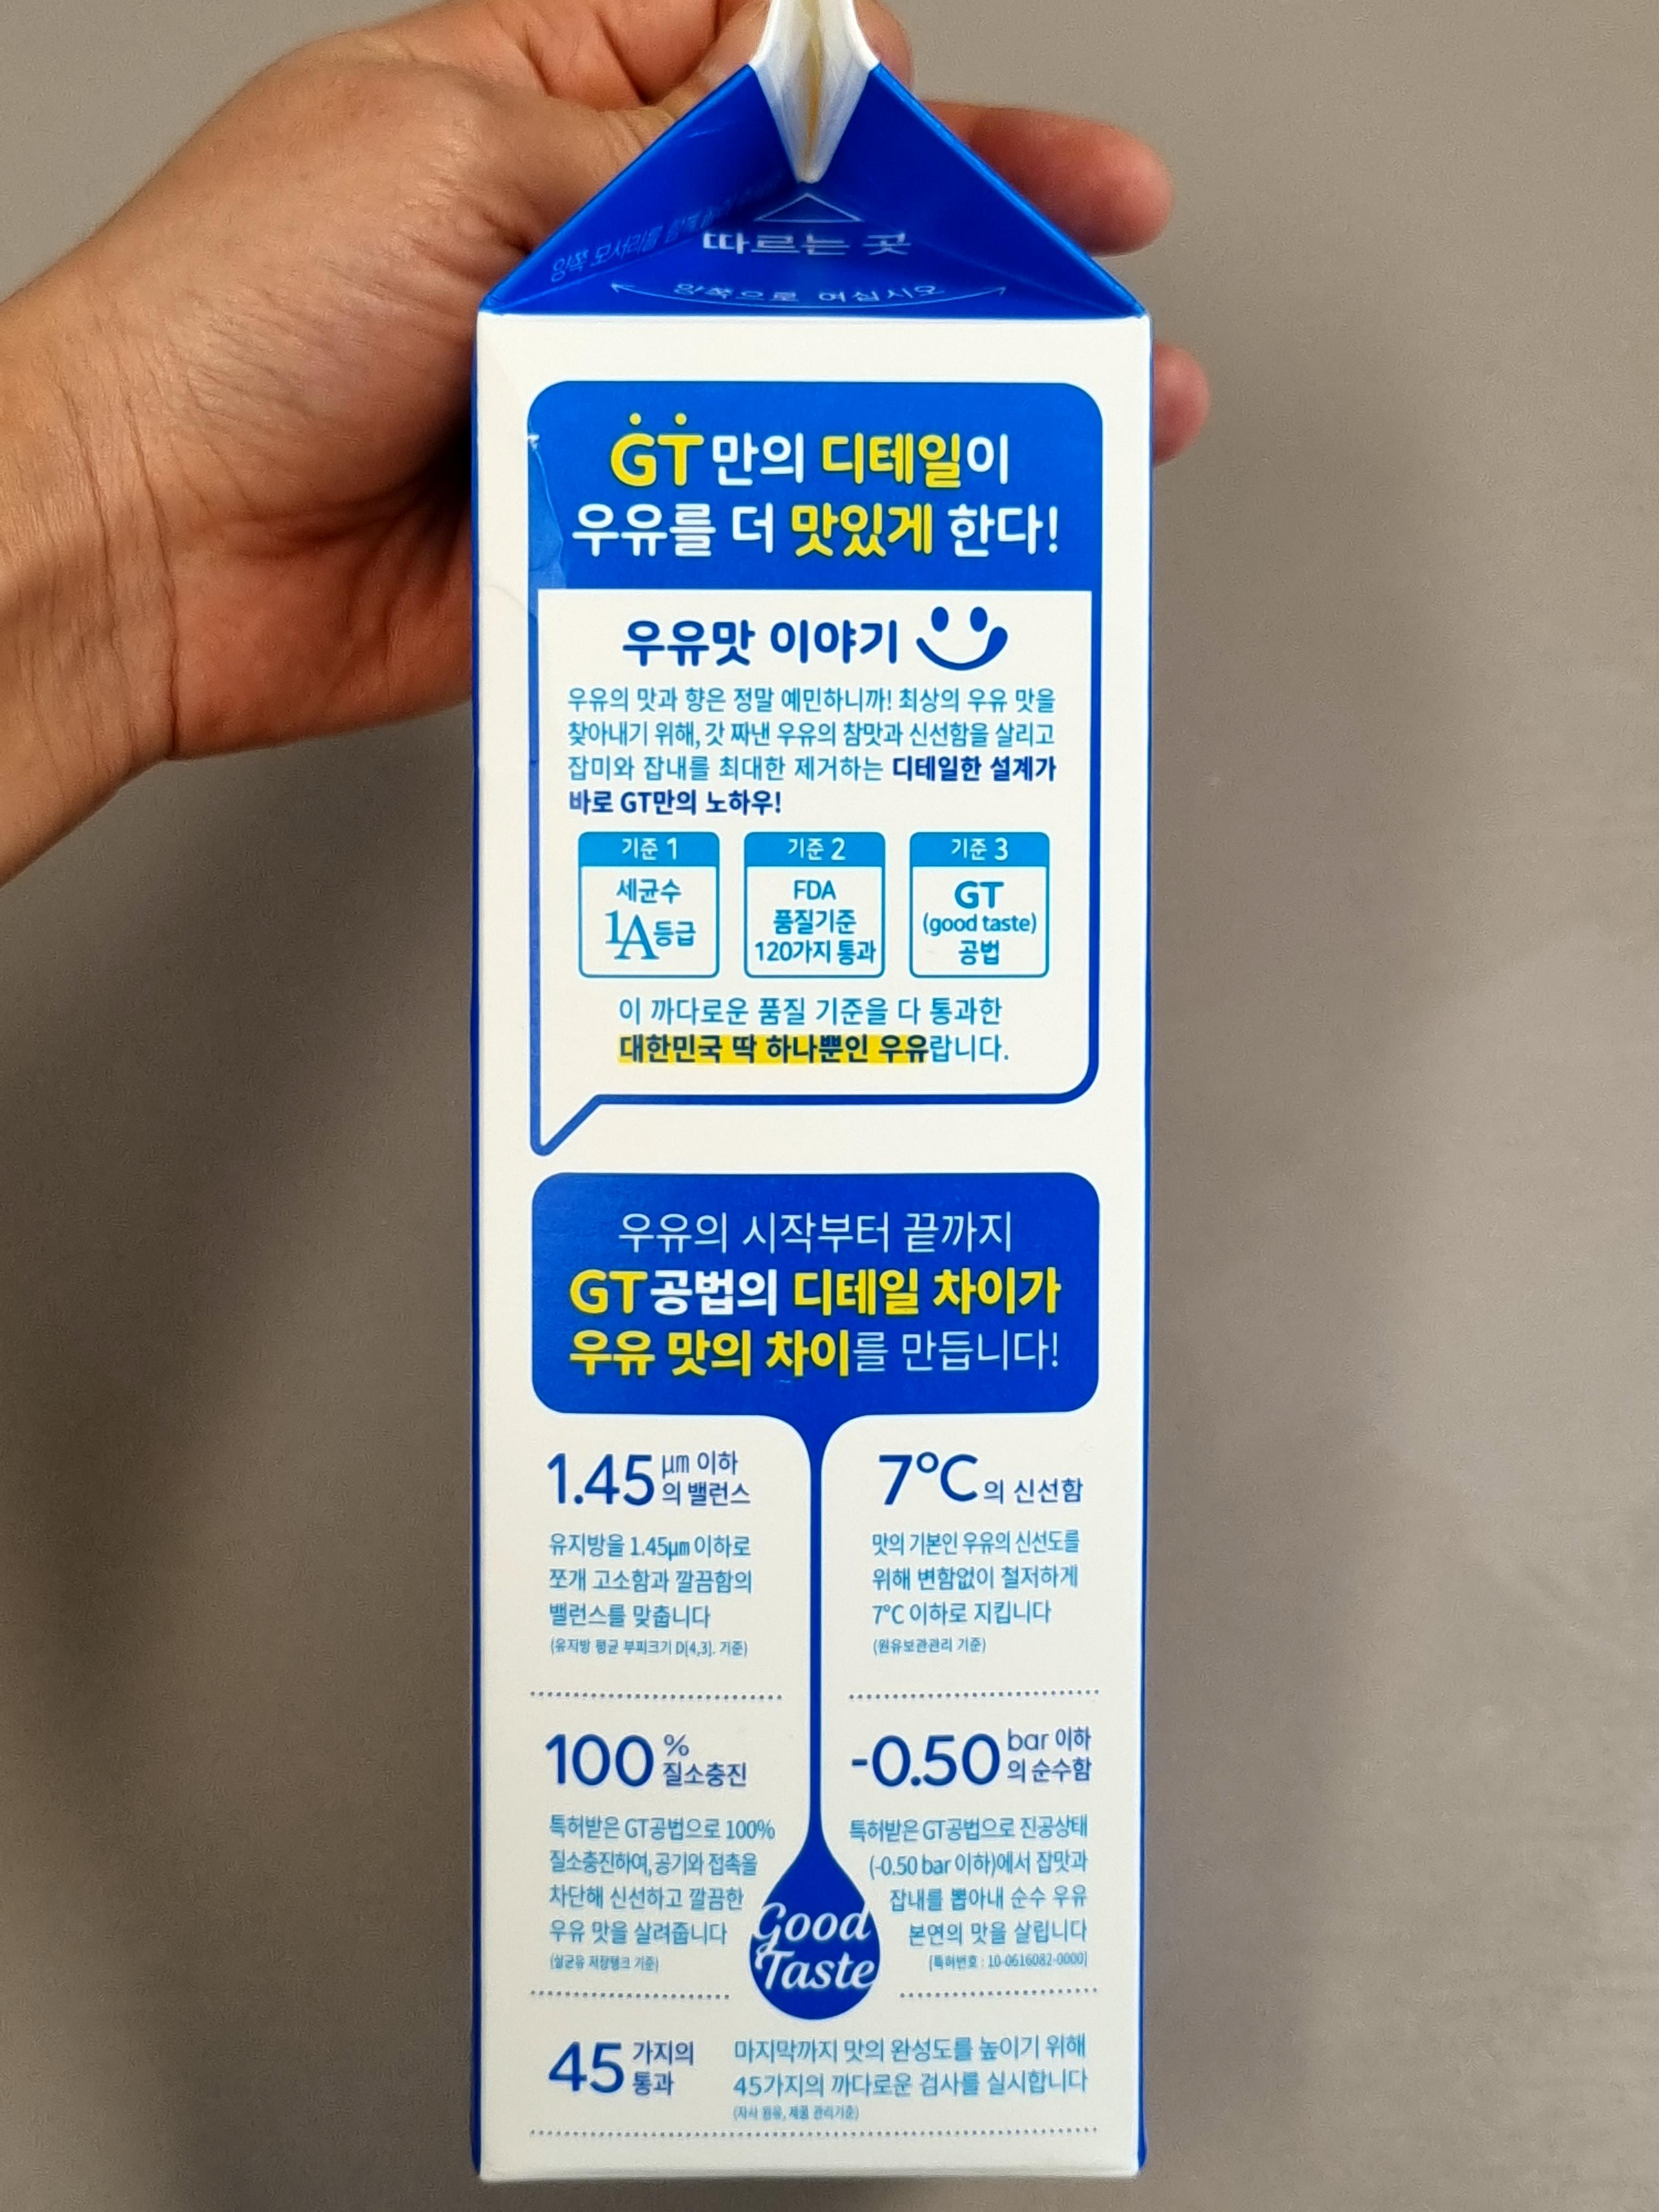 양쪽 모서리를 함께
따르는 곳
양쪽으로 여십시오
GT만의 디테일이
우유를 더 맛있게 한다!
우유맛 이야기
우유의 맛과 향은 정말 예민하니까! 최상의 우유 맛을
찾아내기 위해, 갓 짜낸 우유의 참맛과 신선함을 살리고
잡미와 잡내를 최대한 제거하는 디테일한 설계가
바로 GT만의 노하우!
기준 1
세균수
1A등급
기준 2
FDA
품질기준
120가지 통과
기준 3
GT
(good taste)
공법
이 까다로운 품질 기준을 다 통과한
대한민국 딱 하나뿐인 우유랍니다.
우유의 시작부터 끝까지
GT공법의 디테일 차이가
우유 맛의 차이를 만듭니다!
1.45 µm 이하
의 밸런스
유지방을 1.45µm 이하로
쪼개 고소함과 깔끔함의
밸런스를 맞춥니다
(유지방 평균 부피크기 D[4,3]. 기준)
7°C의 신선함
맛의 기본인 우유의 신선도를
위해 변함없이 철저하게
7°C 이하로 지킵니다
(원유보관관리 기준)
100 %
질소충진
특허받은 GT공법으로 100%
질소충진하여, 공기와 접촉을
차단해 신선하고 깔끔한
우유 맛을 살려줍니다
(살균유 저장탱크 기준)
-0.50 bar 이하
의 순수함
특허받은 GT공법으로 진공상태
(-0.50 bar 이하)에서 잡맛과
잡내를 뽑아내 순수 우유
본연의 맛을 살립니다
[특허번호 : 10-0616082-0000]
Good
Taste
45 가지의
통과
마지막까지 맛의 완성도를 높이기 위해
45가지의 까다로운 검사를 실시합니다
(자사 원유, 제품 관리기준)